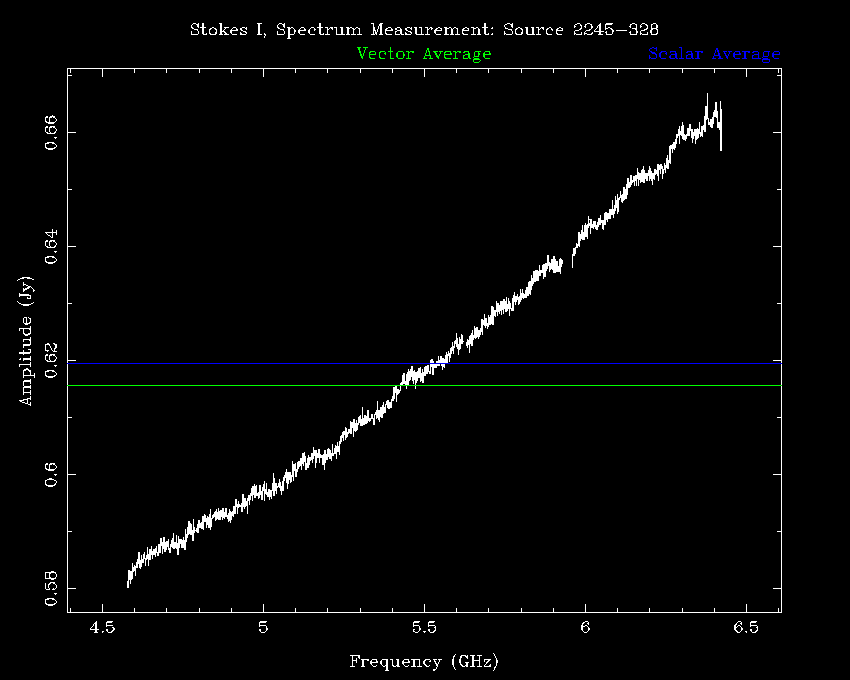 Stokes I, Spectrum Measurement: Source 2245−328
Vector Average Scalar Average
0.66
0.64
0.62
0.6
0.58
Amplitude (Jy)
4.5 5 5.5 6 6.5
Frequency (GHz)